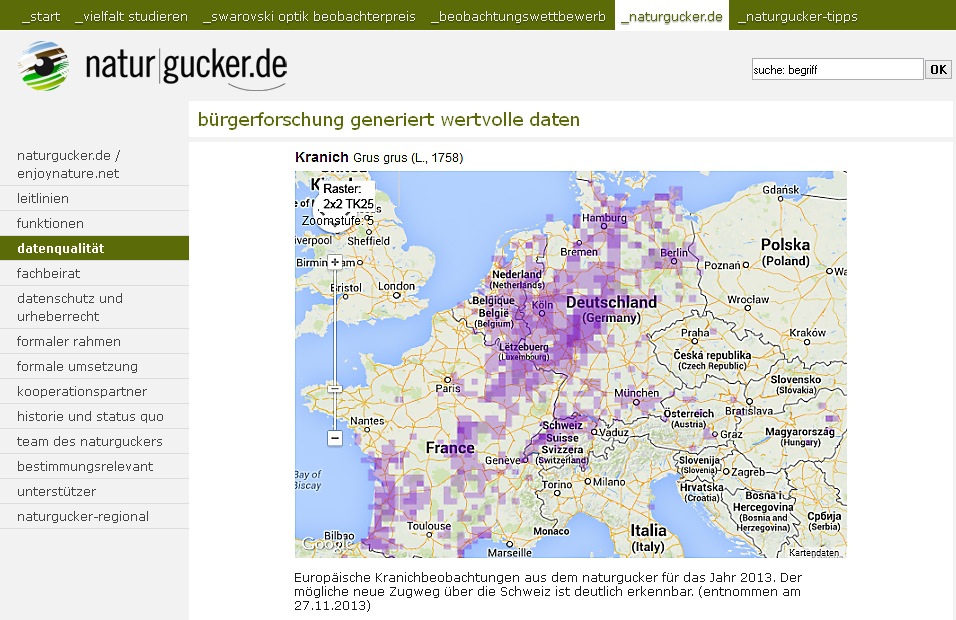 _start _vielfalt studieren _swarovski optik beobachterpreis _beobachtungswettbewerb _naturgucker.de _naturgucker-tipps
natur|gucker.de
suche: begriff OK
bürgerforschung generiert wertvolle daten
naturgucker.de /
enjoynature.net
leitlinien
funktionen
datenqualität
fachbeirat
datenschutz und
urheberrecht
formaler rahmen
formale umsetzung
kooperationspartner
historie und status quo
team des naturguckers
bestimmungsrelevant
unterstützer
naturgucker-regional
Kranich Grus grus (L., 1758)
Raster:
2x2 TK25
Zoomstufe: 5
Gdańsk
Hamburg
Sheffield
Bremen
Berlin
Poznań
Polska
(Poland)
Nederland
(Netherlands)
Bristol
London
Belgique
België
(Belgium)
Köln
Deutschland
(Germany)
Wrocław
Lëtzebuerg
(Luxembourg)
Praha
Kraków
Česká republika
(Czech Republic)
Paris
München
Slovensko
(Slovakia)
Österreich
(Austria)
Bratislava
Nantes
Schweiz
Suisse
Svizzera
(Switzerland)
Vaduz
Graz
Magyarország
(Hungary)
France
Geneve
Slovenija
(Slovenia)
Zagreb
Torino
Milano
Hrvatska
(Croatia)
Bay of
Biscay
Bosna i
Hercegovina
(Bosnia and
Herzegovina)
Србија
(Serbia)
Toulouse
Monaco
Italia
(Italy)
Bilbao
Marseille
Google
Kartendaten
Europäische Kranichbeobachtungen aus dem naturgucker für das Jahr 2013. Der
mögliche neue Zugweg über die Schweiz ist deutlich erkennbar. (entnommen am
27.11.2013)